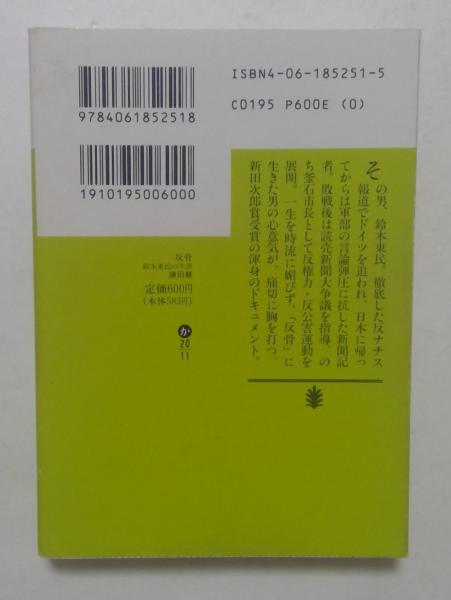 ISBN4-06-185251-5
C0195 P600E (0)
9784061852518
1910195006000
その男、鈴木東民。徹底した反ナチス
報道でドイツを追われ、日本に帰っ
てからは軍部の言論弾圧に抗した新聞記
者。敗戦後は読売新聞大争議を指導、の
ち釜石市長として反権力・反公害運動を
展開。一生を時流に媚びず、「反骨」に
生きた男の心意気が、痛切に胸を打つ。
新田次郎賞受賞の渾身のドキュメント。
反骨
鈴木東民の生涯
鎌田慧
定価600円
(本体583円)
か
20
11